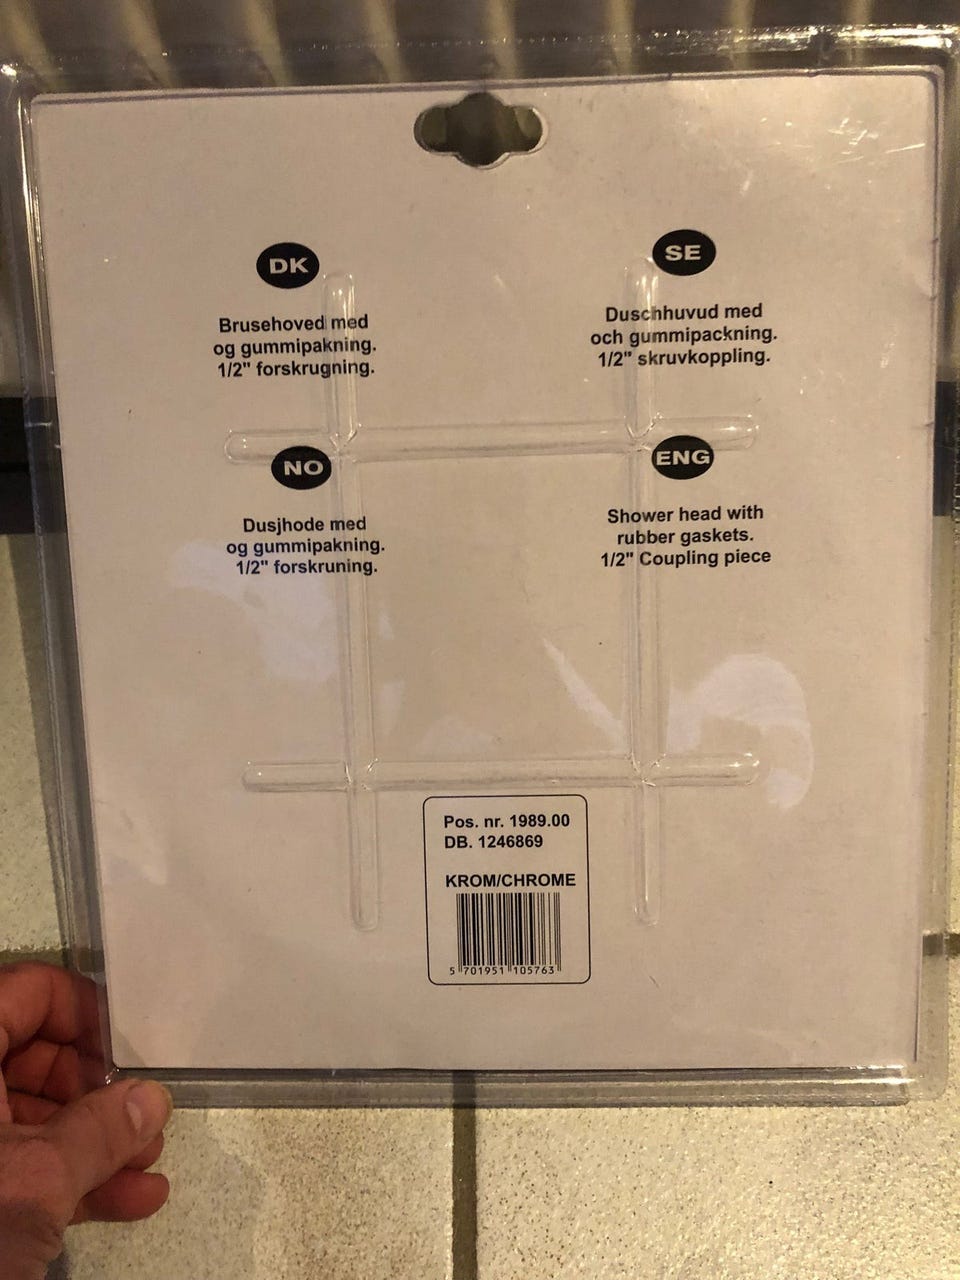 DK
Brusehoved med
og gummipakning.
1/2" forskrugning.
SE
Duschhuvud med
och gummipackning.
1/2" skruvkoppling.
NO
Dusjhode med
og gummipakning.
1/2" forskruning.
ENG
Shower head with
rubber gaskets.
1/2" Coupling piece
Pos. nr. 1989.00
DB. 1246869
KROM/CHROME
5 701951 105763